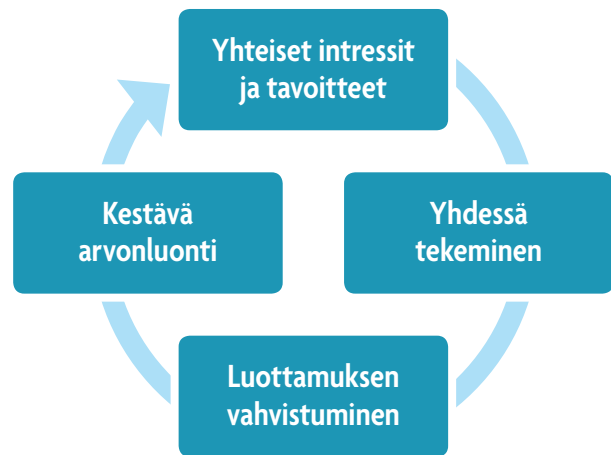 Yhteiset intressit
ja tavoitteet
Yhdessä
tekeminen
Luottamuksen
vahvistuminen
Kestävä
arvonluonti